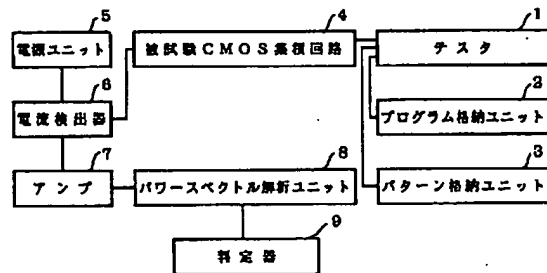 5
電源ユニット
4
被試験CMOS集積回路
1
テスタ
6
電流検出器
2
プログラム格納ユニット
7
アンプ
8
パワースペクトル解析ユニット
3
パターン格納ユニット
9
判定器